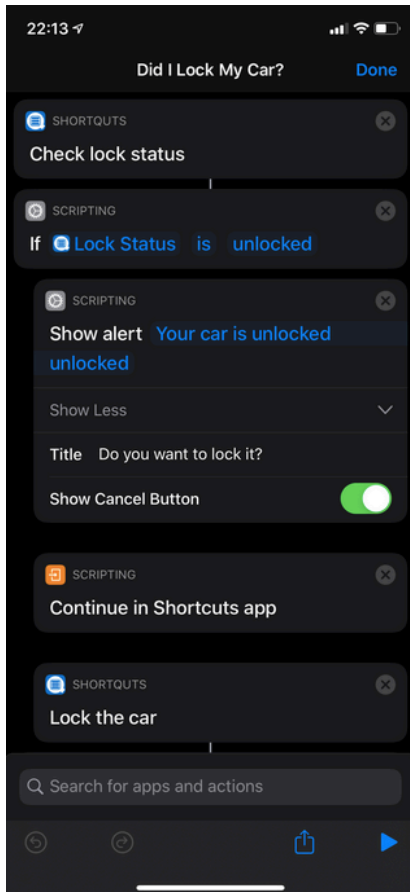 22:13
Did I Lock My Car? Done
SHORTQUTS
Check lock status
SCRIPTING
If Lock Status is unlocked
SCRIPTING
Show alert Your car is unlocked
unlocked
Show Less
Title Do you want to lock it?
Show Cancel Button
SCRIPTING
Continue in Shortcuts app
SHORTQUTS
Lock the car
Search for apps and actions